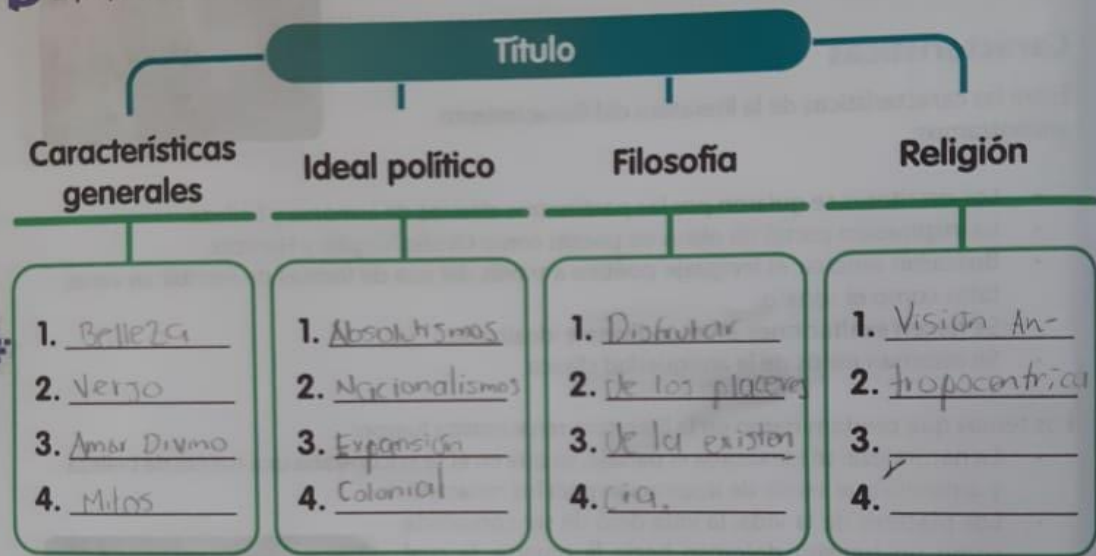 Título
Características
generales
1. Belleza
2. Verso
3. Amor Divino
4. Mitos
Ideal político
1. Absolutismos
2. Nacionalismos
3. Expansión
4. Colonial
Filosofía
1. Disfrutar
2. de los placeres
3. de la existen
4. cia.
Religión
1. Visión An-
2. tropocentrica
3.
4.